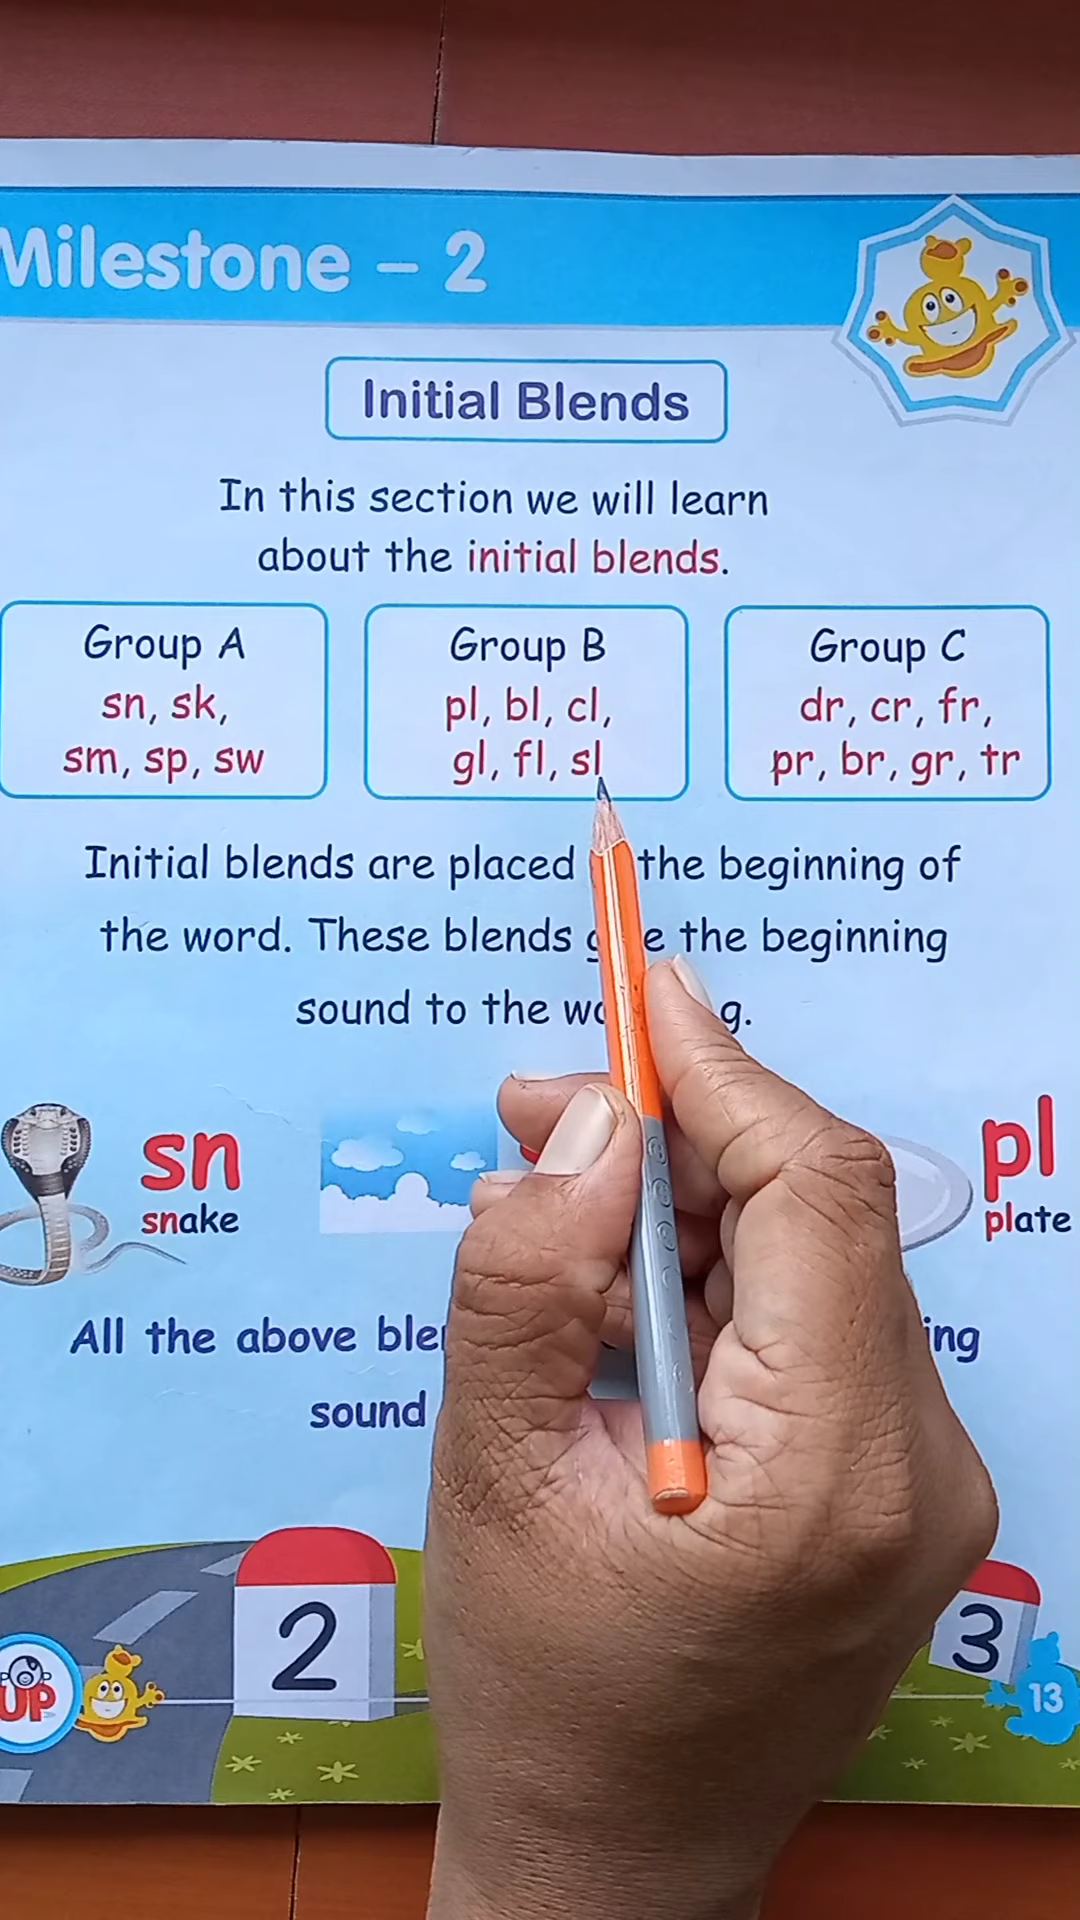 Milestone – 2
Initial Blends
In this section we will learn
about the initial blends.
Group A
sn, sk,
sm, sp, sw
Group B
pl, bl, cl,
gl, fl, sl
Group C
dr, cr, fr,
pr, br, gr, tr
Initial blends are placed the beginning of
the word. These blends the beginning
sound to the
sn
snake
pl
plate
All the above
sound
2
3
UP
13